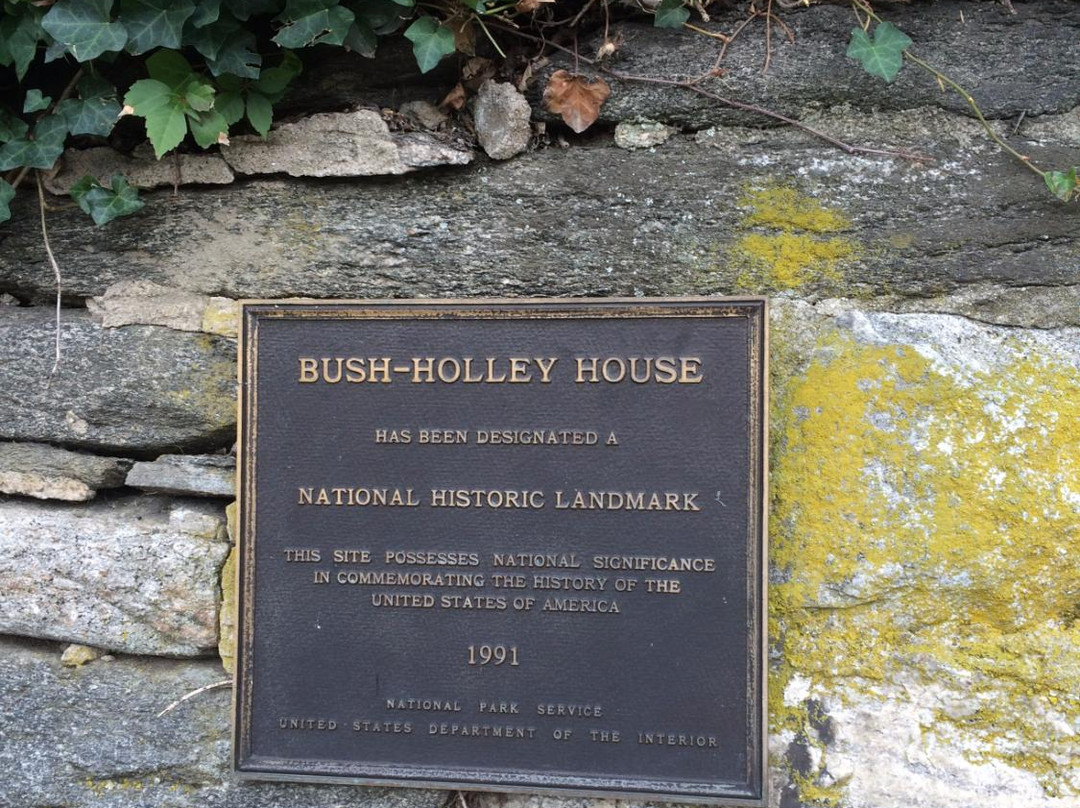 BUSH-HOLLEY HOUSE
HAS BEEN DESIGNATED A
NATIONAL HISTORIC LANDMARK
THIS SITE POSSESSES NATIONAL SIGNIFICANCE
IN COMMEMORATING THE HISTORY OF THE
UNITED STATES OF AMERICA
1991
NATIONAL PARK SERVICE
UNITED STATES DEPARTMENT OF THE INTERIOR